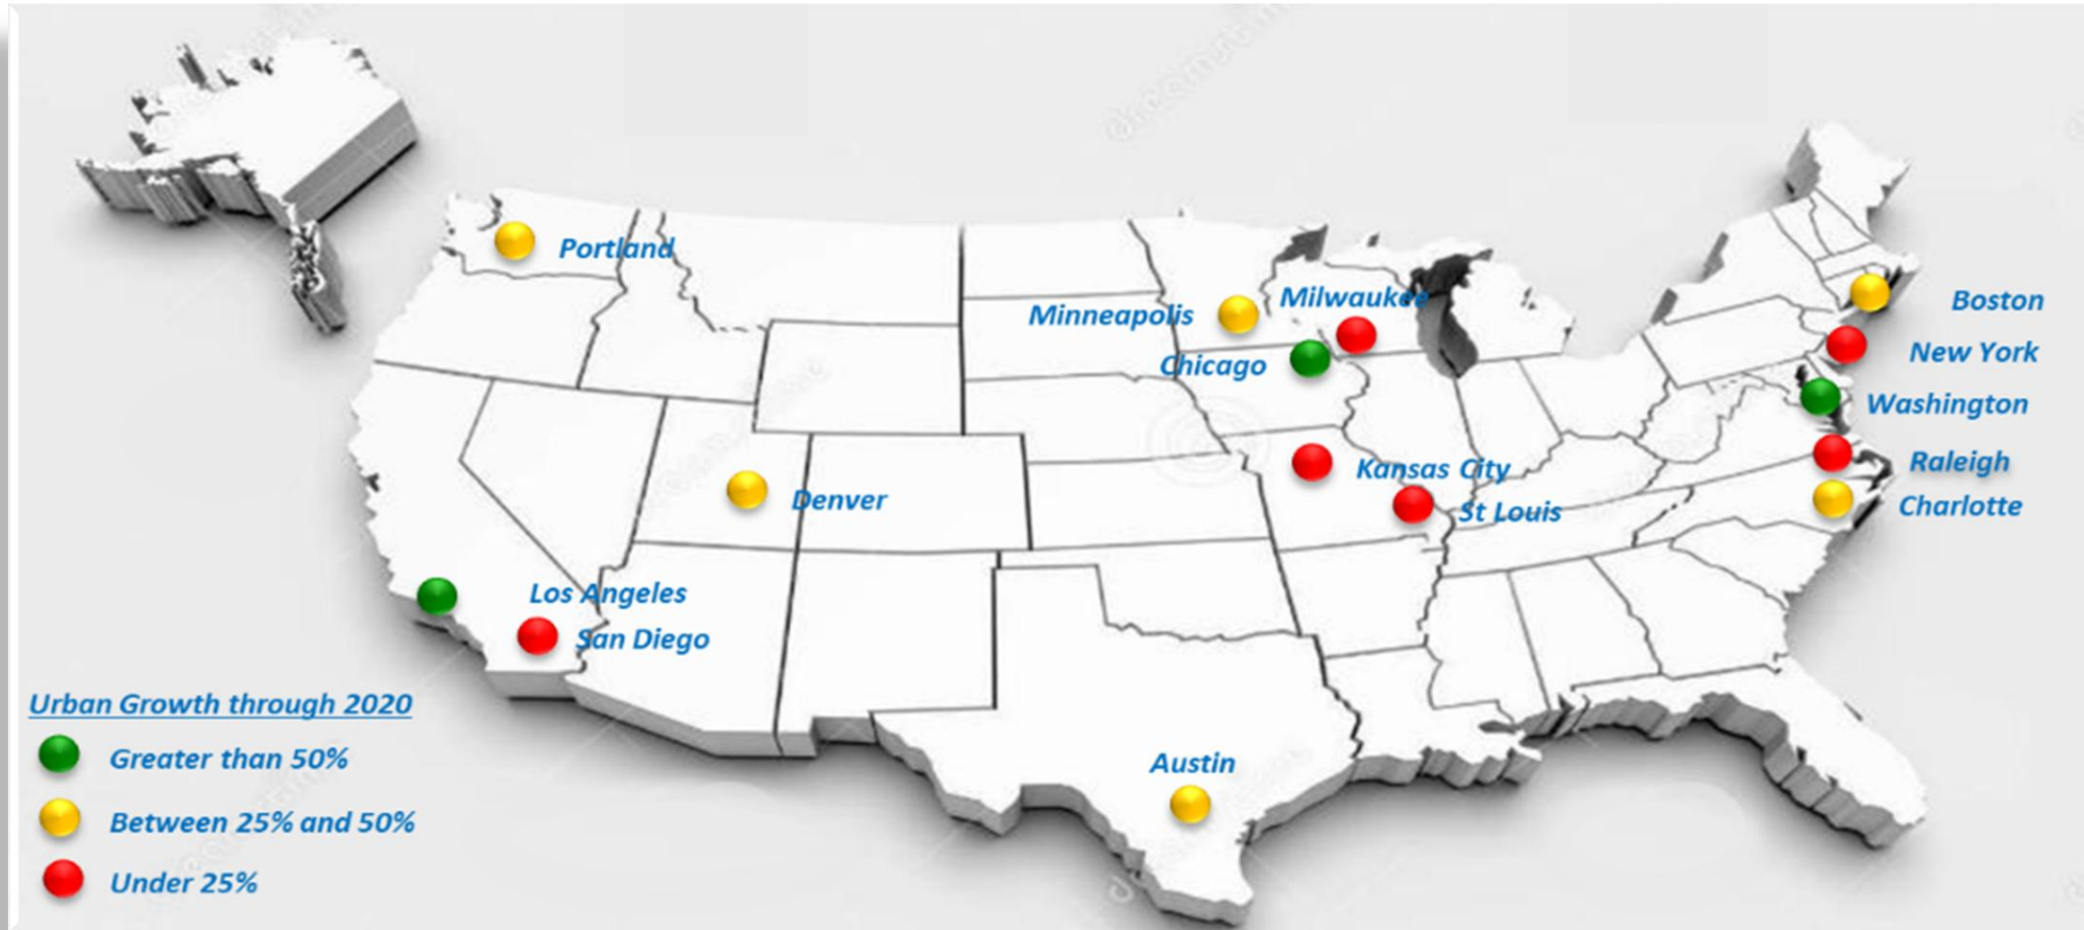 Portland
Minneapolis
Milwaukee
Chicago
Boston
New York
Washington
Kansas City
Raleigh
St Louis
Charlotte
Denver
Los Angeles
San Diego
Austin
Urban Growth through 2020
Greater than 50%
Between 25% and 50%
Under 25%